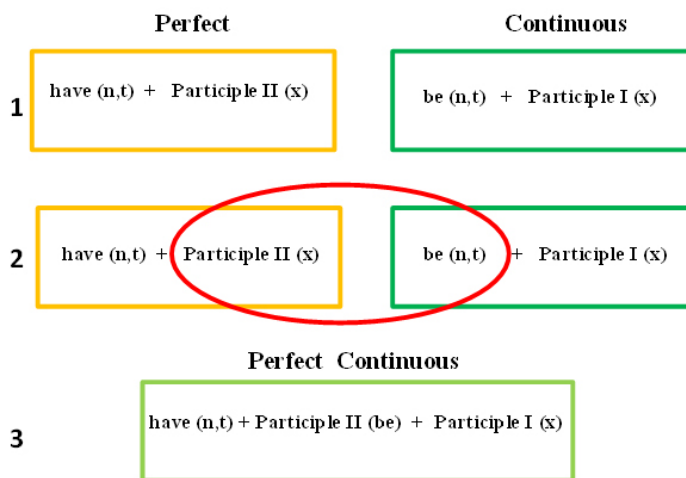 Perfect Continuous
1 have (n,t) + Participle II (x) be (n,t) + Participle I (x)
2 have (n,t) + Participle II (x) be (n,t) + Participle I (x)
Perfect Continuous
3 have (n,t) + Participle II (be) + Participle I (x)